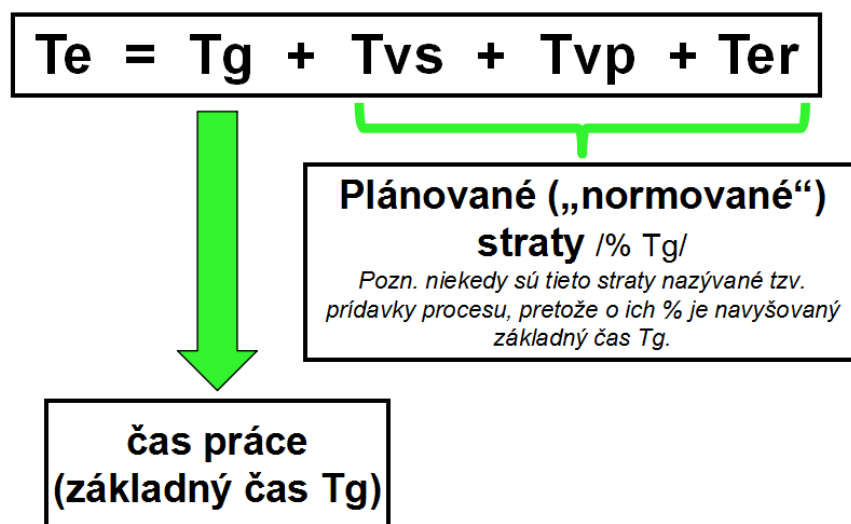 Te = Tg + Tvs + Tvp + Ter
Plánované („normované“)
straty /% Tg/
Pozn. niekedy sú tieto straty nazývané tzv.
prídavky procesu, pretože o ich % je navyšovaný
základný čas Tg.
čas práce
(základný čas Tg)